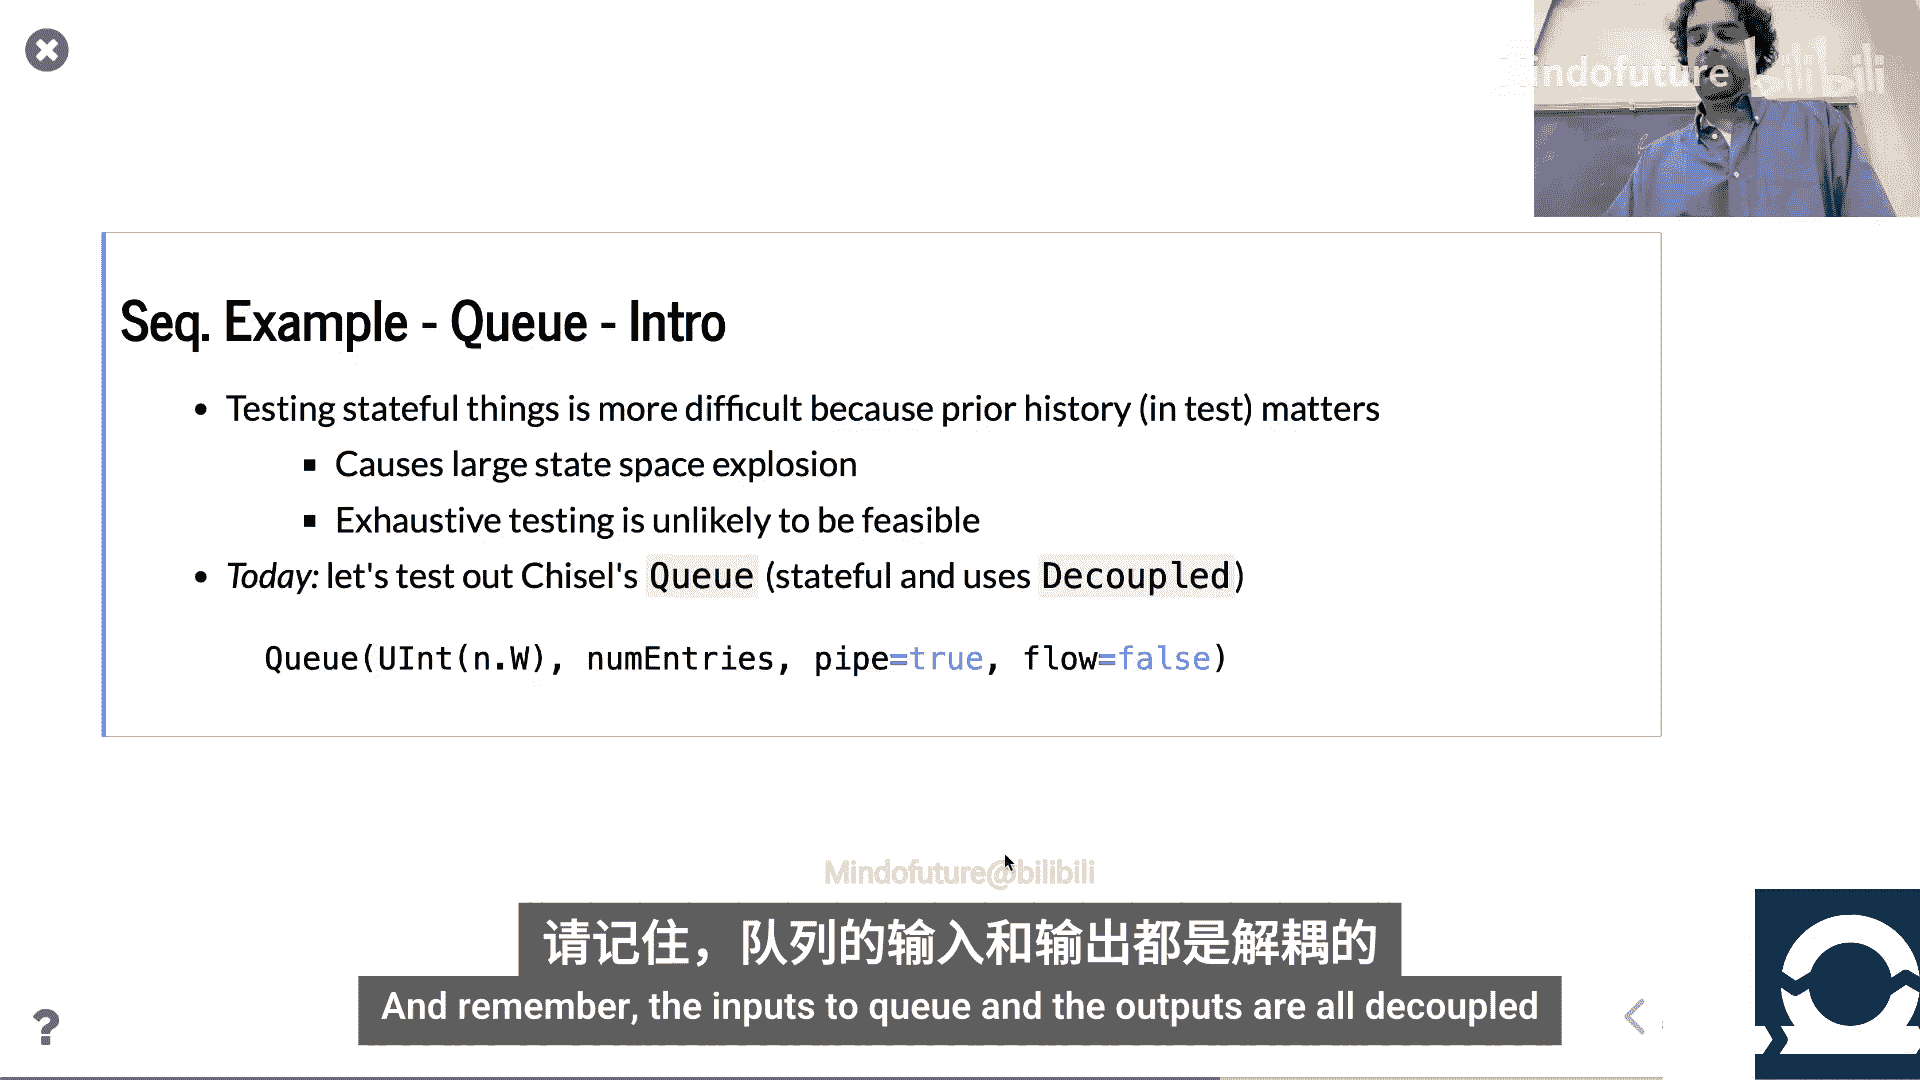 Mindofuture bilibili
Seq. Example - Queue - Intro
• Testing stateful things is more difficult because prior history (in test) matters
▪ Causes large state space explosion
▪ Exhaustive testing is unlikely to be feasible
• Today: let's test out Chisel's Queue (stateful and uses Decoupled)
Queue(UInt(n.W), numEntries, pipe=true, flow=false)
Mindofuture@bilibili
请记住，队列的输入和输出都是解耦的
And remember, the inputs to queue and the outputs are all decoupled
?